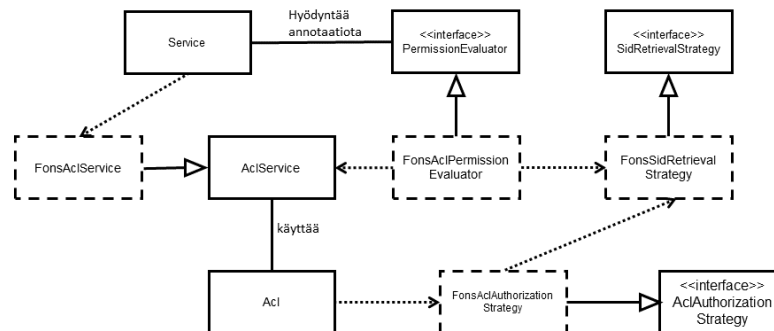 Hyödyntää
annotaatiota
Service
<<interface>>
PermissionEvaluator
<<interface>>
SidRetrievalStrategy
FonsAclService
AclService
FonsAclPermission
Evaluator
FonsSidRetrieval
Strategy
käyttää
Acl
FonsAclAuthorization
Strategy
<<interface>>
AclAuthorization
Strategy